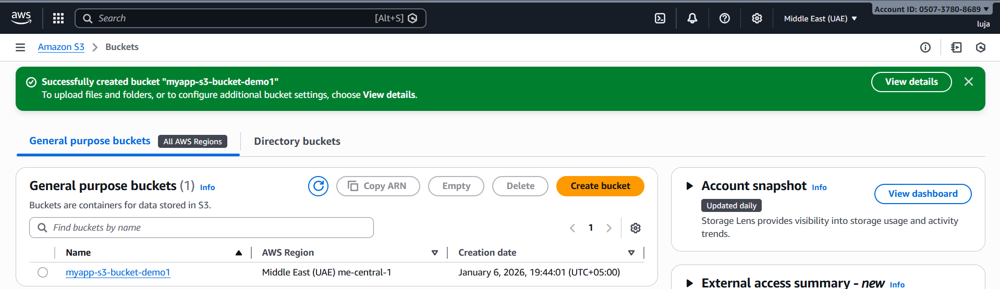 aws
Search [Alt+S]
Middle East (UAE)
Account ID: 0507-3780-8689
luja
Amazon S3 Buckets
Successfully created bucket "myapp-s3-bucket-demo1"
To upload files and folders, or to configure additional bucket settings, choose View details.
View details
General purpose buckets All AWS Regions Directory buckets
General purpose buckets (1) Info
Copy ARN Empty Delete Create bucket
Buckets are containers for data stored in S3.
Find buckets by name
1
Name AWS Region Creation date
myapp-s3-bucket-demo1 Middle East (UAE) me-central-1 January 6, 2026, 19:44:01 (UTC+05:00)
Account snapshot Info
View dashboard
Updated daily
Storage Lens provides visibility into storage usage and activity
trends.
External access summary - new Info